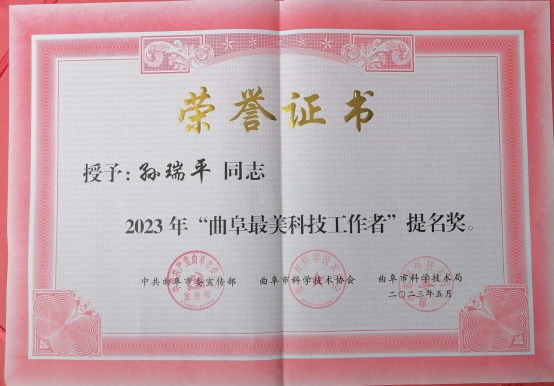 荣誉证书
授予：孙瑞平 同志
2023年“曲阜最美科技工作者”提名奖。
中共曲阜市委宣传部 曲阜市科学技术协会 曲阜市科学技术局
二〇二三年五月